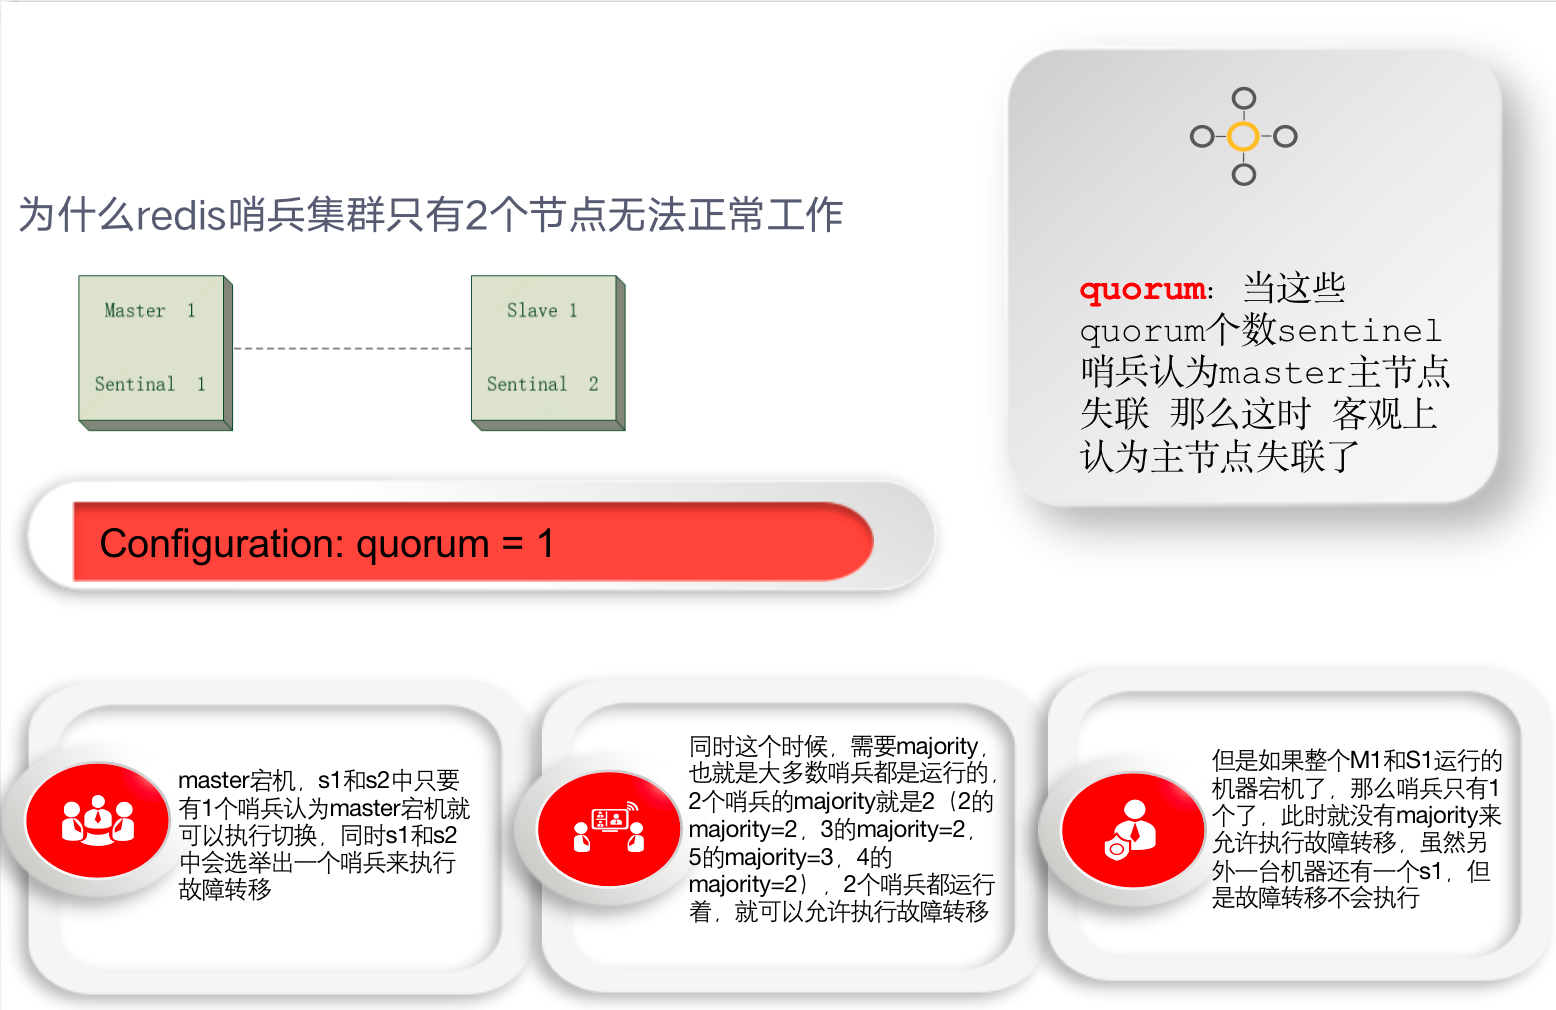 为什么redis哨兵集群只有2个节点无法正常工作
Master 1
Sentinal 1
Slave 1
Sentinal 2
quorum： 当这些
quorum个数sentinel
哨兵认为master主节点
失联 那么这时 客观上
认为主节点失联了
Configuration: quorum = 1
master宕机，s1和s2中只要
有1个哨兵认为master宕机就
可以执行切换，同时s1和s2
中会选举出一个哨兵来执行
故障转移
同时这个时候，需要majority，
也就是大多数哨兵都是运行的，
2个哨兵的majority就是2（2的
majority=2，3的majority=2，
5的majority=3，4的
majority=2），2个哨兵都运行
着，就可以允许执行故障转移
但是如果整个M1和S1运行的
机器宕机了，那么哨兵只有1
个了，此时就没有majority来
允许执行故障转移，虽然另
外一台机器还有一个s1，但
是故障转移不会执行